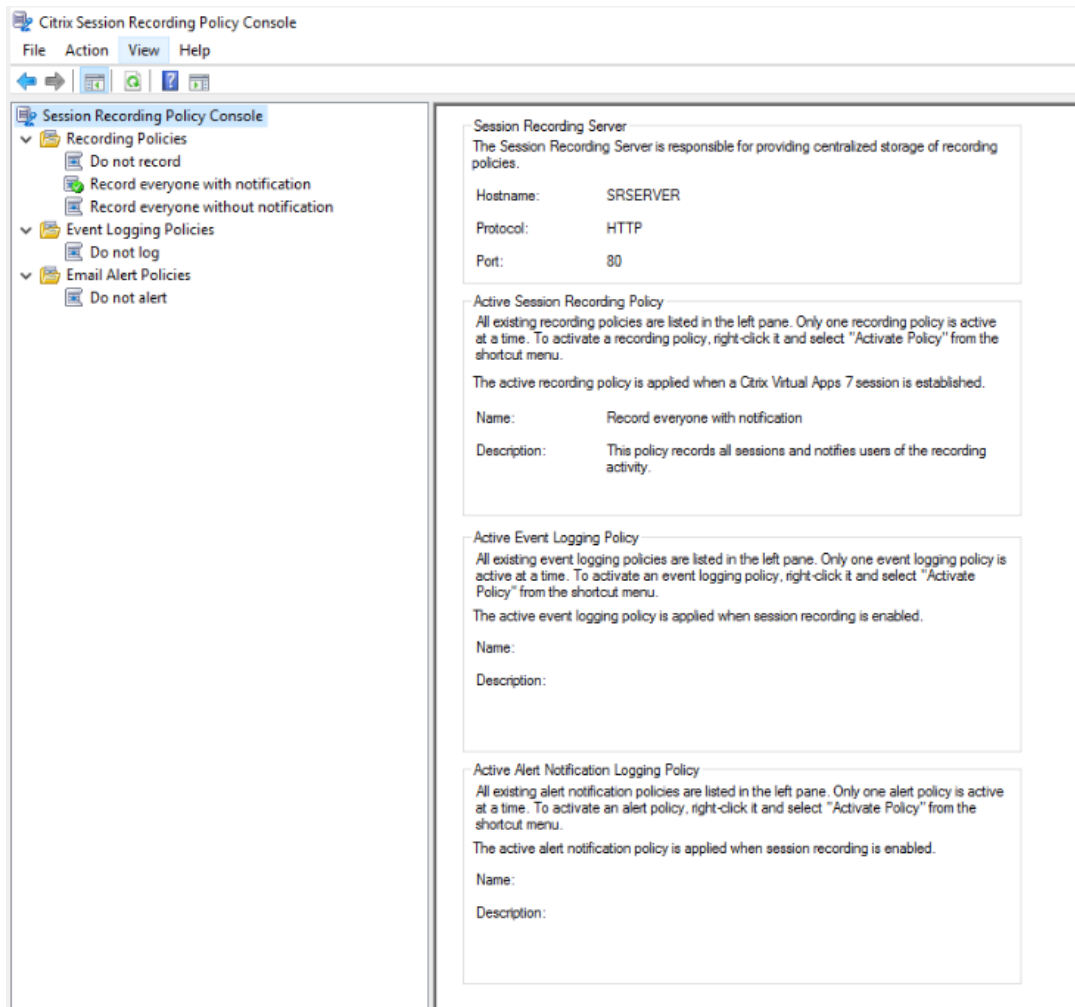 Citrix Session Recording Policy Console
File Action View Help
Session Recording Policy Console
Recording Policies
Do not record
Record everyone with notification
Record everyone without notification
Event Logging Policies
Do not log
Email Alert Policies
Do not alert
Session Recording Server
The Session Recording Server is responsible for providing centralized storage of recording
policies.
Hostname: SRSERVER
Protocol: HTTP
Port: 80
Active Session Recording Policy
All existing recording policies are listed in the left pane. Only one recording policy is active
at a time. To activate a recording policy, right-click it and select "Activate Policy" from the
shortcut menu.
The active recording policy is applied when a Citrix Virtual Apps 7 session is established.
Name: Record everyone with notification
Description: This policy records all sessions and notifies users of the recording
activity.
Active Event Logging Policy
All existing event logging policies are listed in the left pane. Only one event logging policy is
active at a time. To activate an event logging policy, right-click it and select "Activate
Policy" from the shortcut menu.
The active event logging policy is applied when session recording is enabled.
Name:
Description:
Active Alert Notification Logging Policy
All existing alert notification policies are listed in the left pane. Only one alert policy is active
at a time. To activate an alert policy, right-click it and select "Activate Policy" from the
shortcut menu.
The active alert notification policy is applied when session recording is enabled.
Name:
Description: